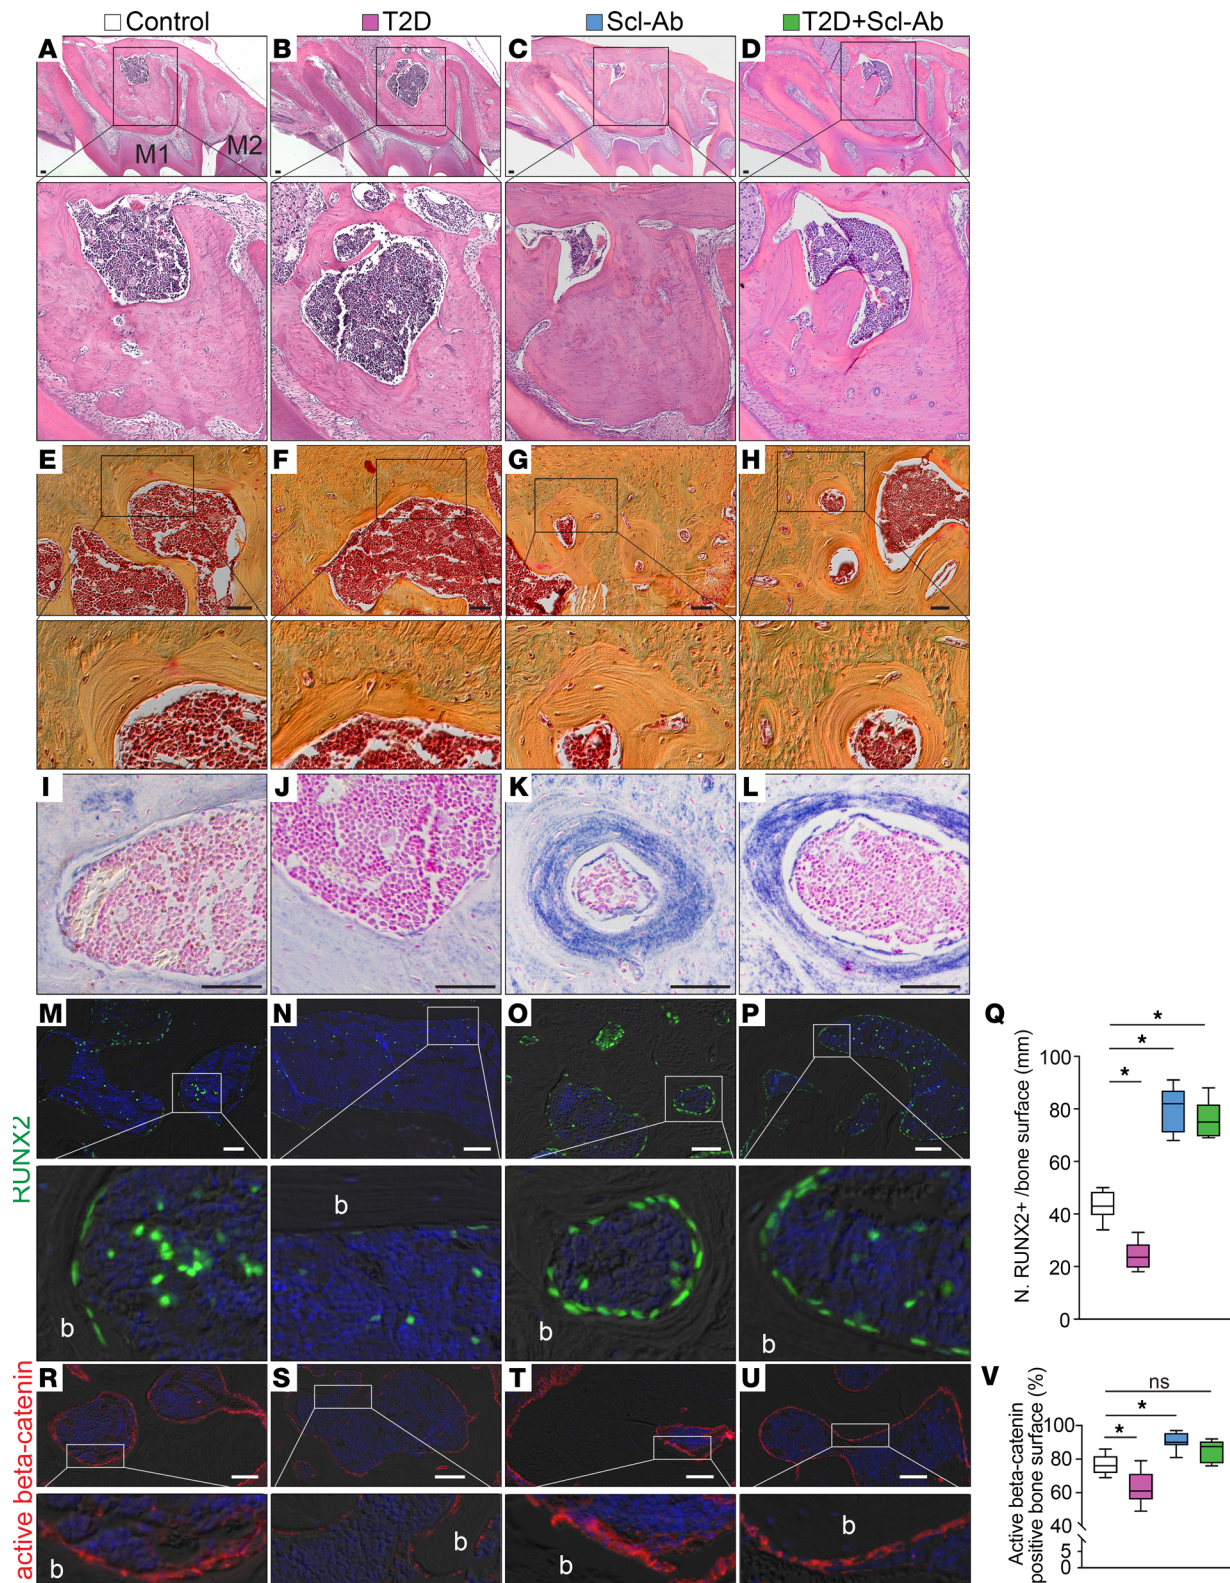 Control T2D Scl-Ab T2D+Scl-Ab
A B C D
M1 M2
E F G H
I J K L
M N O P Q
RUNX2
b b b b
N. RUNX2+ /bone surface (mm)
100
80
60
40
20
0
* * *
R S T U V
active beta-catenin
b b b b
Active beta-catenin
positive bone surface (%)
100
80
60
40
5
0
ns
* *